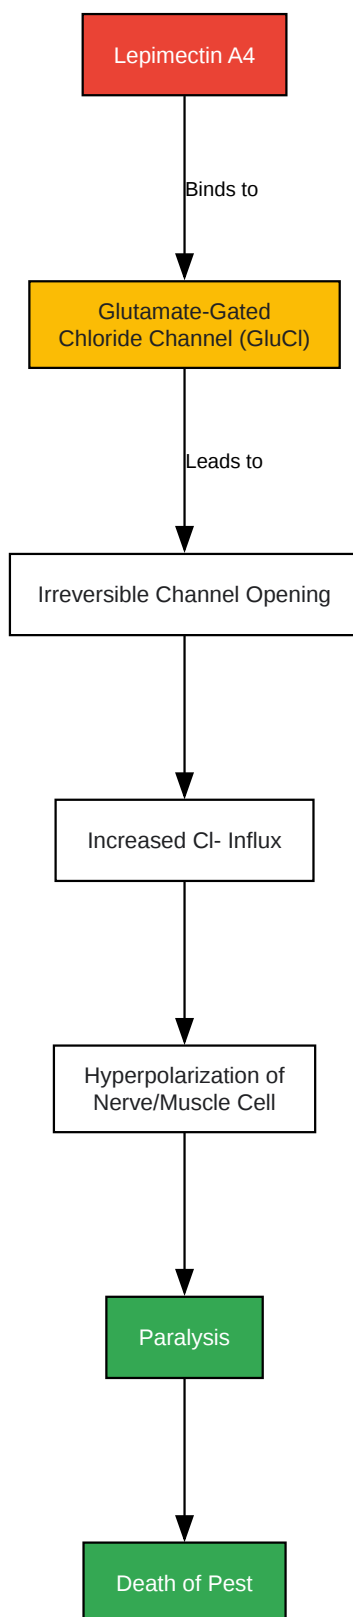 Lepimectin A4
Binds to
Glutamate-Gated
Chloride Channel (GluCl)
Leads to
Irreversible Channel Opening
Increased Cl- Influx
Hyperpolarization of
Nerve/Muscle Cell
Paralysis
Death of Pest